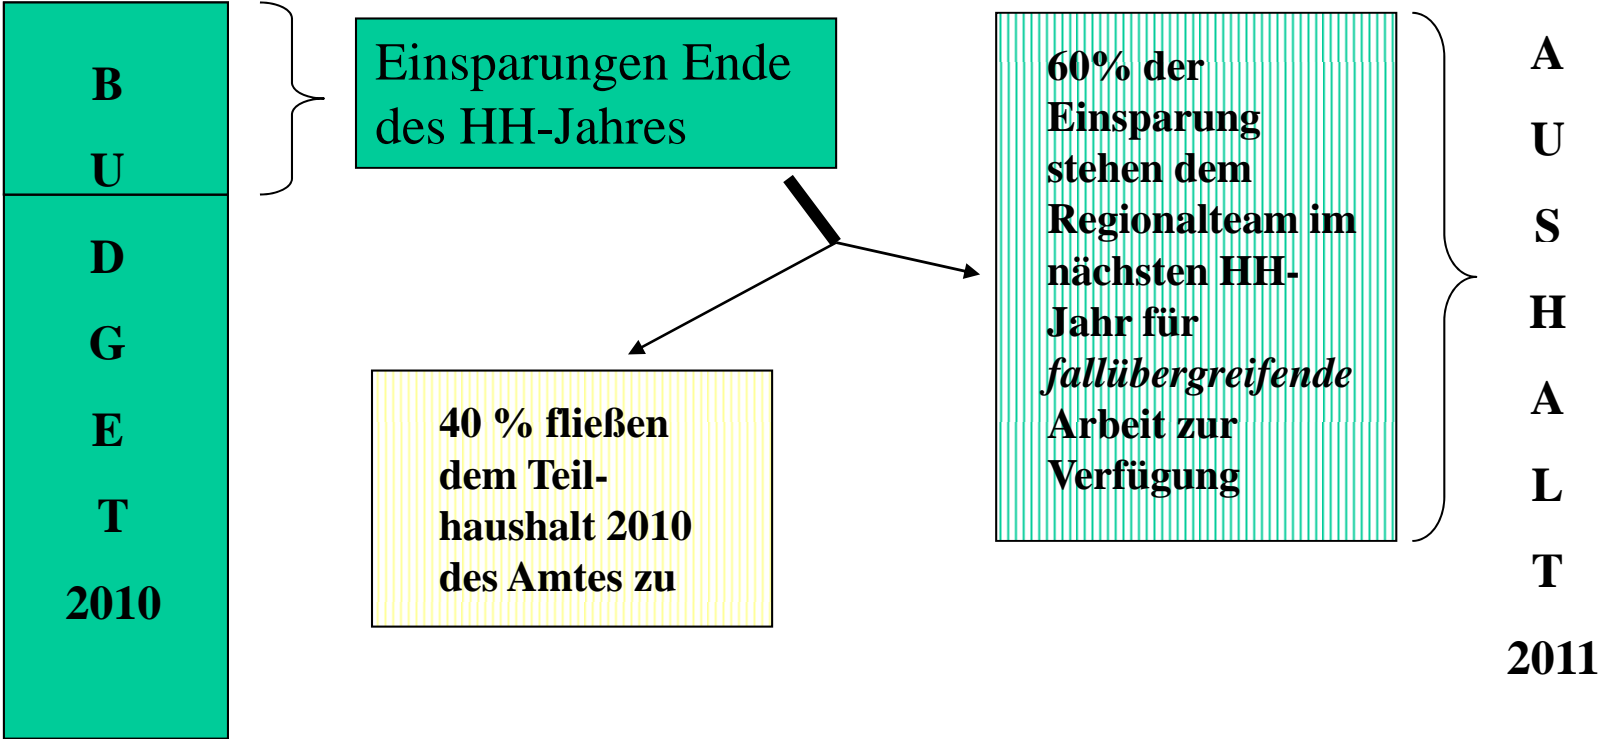 B
U
D
G
E
T
2010
Einsparungen Ende
des HH-Jahres
40 % fließen
dem Teil-
haushalt 2010
des Amtes zu
60% der
Einsparung
stehen dem
Regionalteam im
nächsten HH-
Jahr für
fallübergreifende
Arbeit zur
Verfügung
A
U
S
H
A
L
T
2011